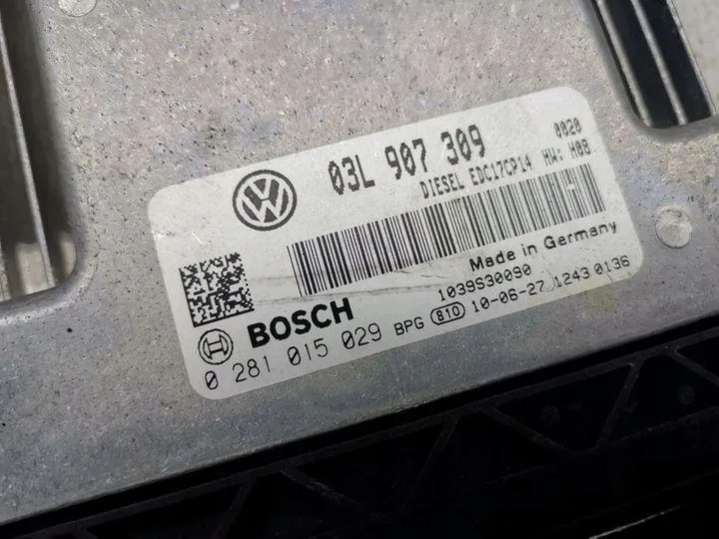 03L 907 309
0020
DIESEL EDC17CP14 HW: H08
Made in Germany
1039S30090
BOSCH
0 281 015 029 BPG 810 10-06-27 1243 0136